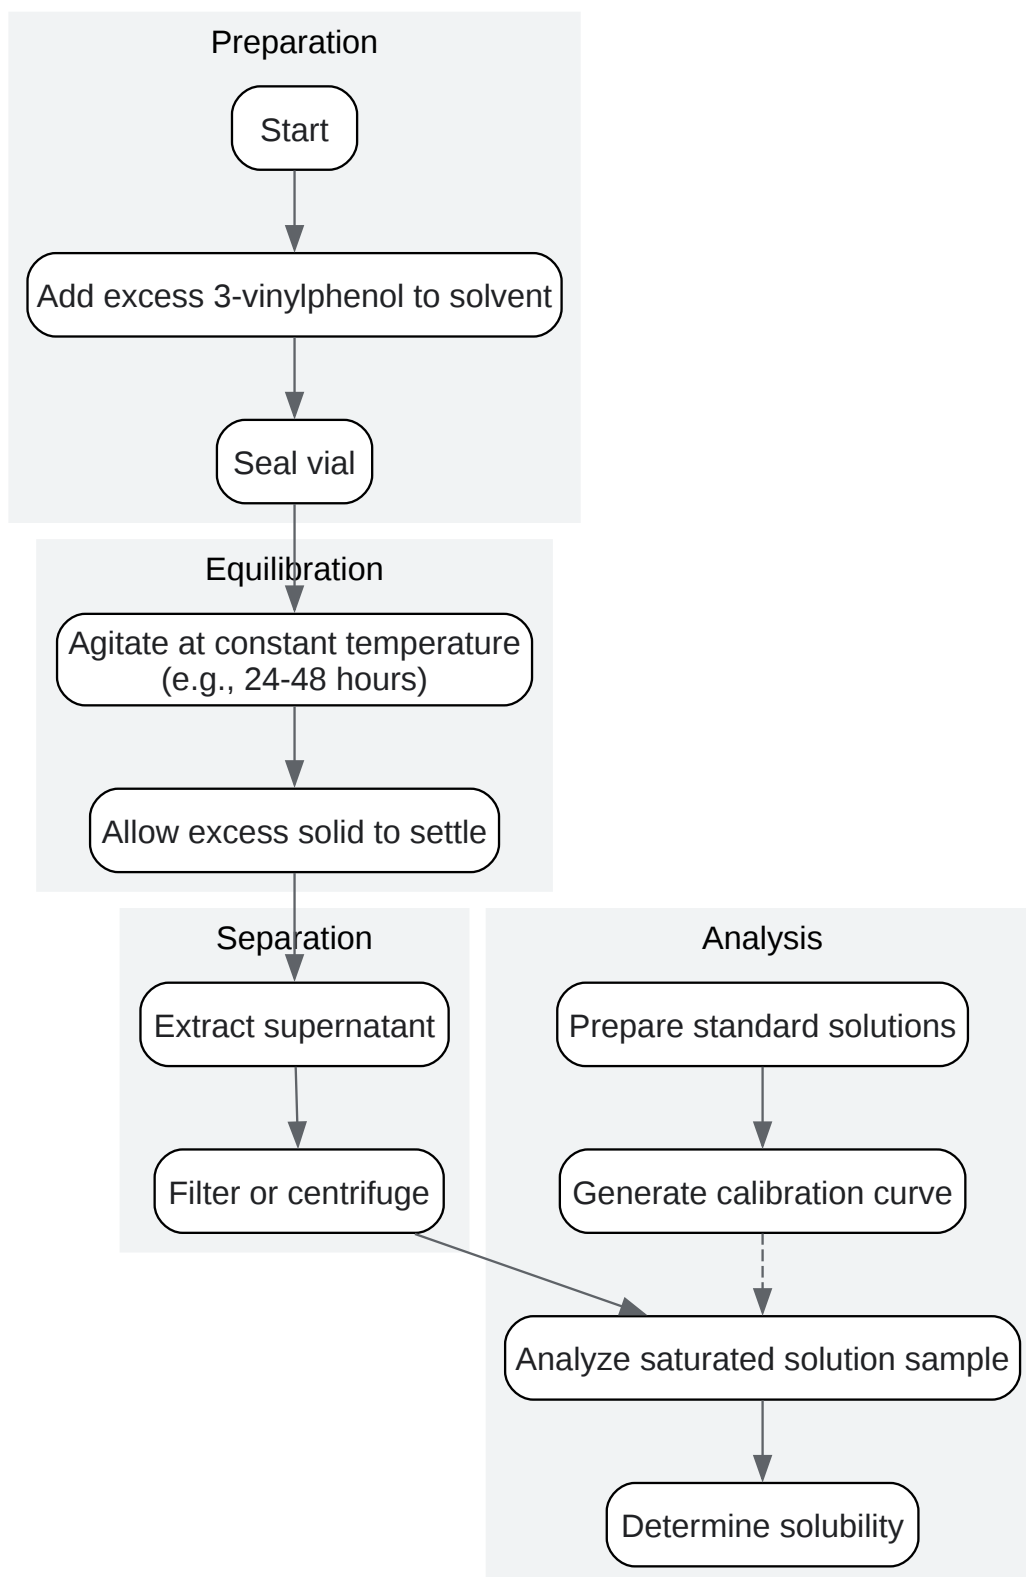 Preparation
Start
Add excess 3-vinylphenol to solvent
Seal vial
Equilibration
Agitate at constant temperature
(e.g., 24-48 hours)
Allow excess solid to settle
Separation
Extract supernatant
Filter or centrifuge
Analysis
Prepare standard solutions
Generate calibration curve
Analyze saturated solution sample
Determine solubility